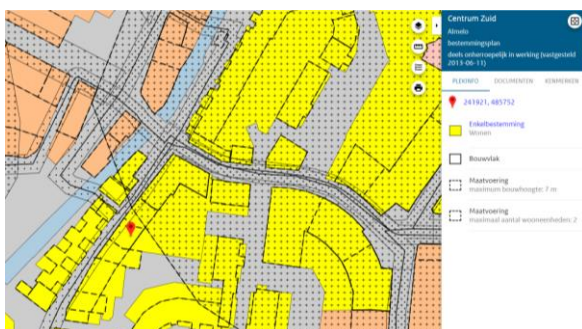 Centrum Zuid
Almelo
bestemmingsplan
deels onherroepelijk in werking (vastgesteld
2013-06-11)
PLEKINFO DOCUMENTEN KENMERKEN
241921, 485752
Enkelbestemming
Wonen
Bouwvlak
Maatvoering
maximum bouwhoogte: 7 m
Maatvoering
maximaal aantal wooneenheden: 2